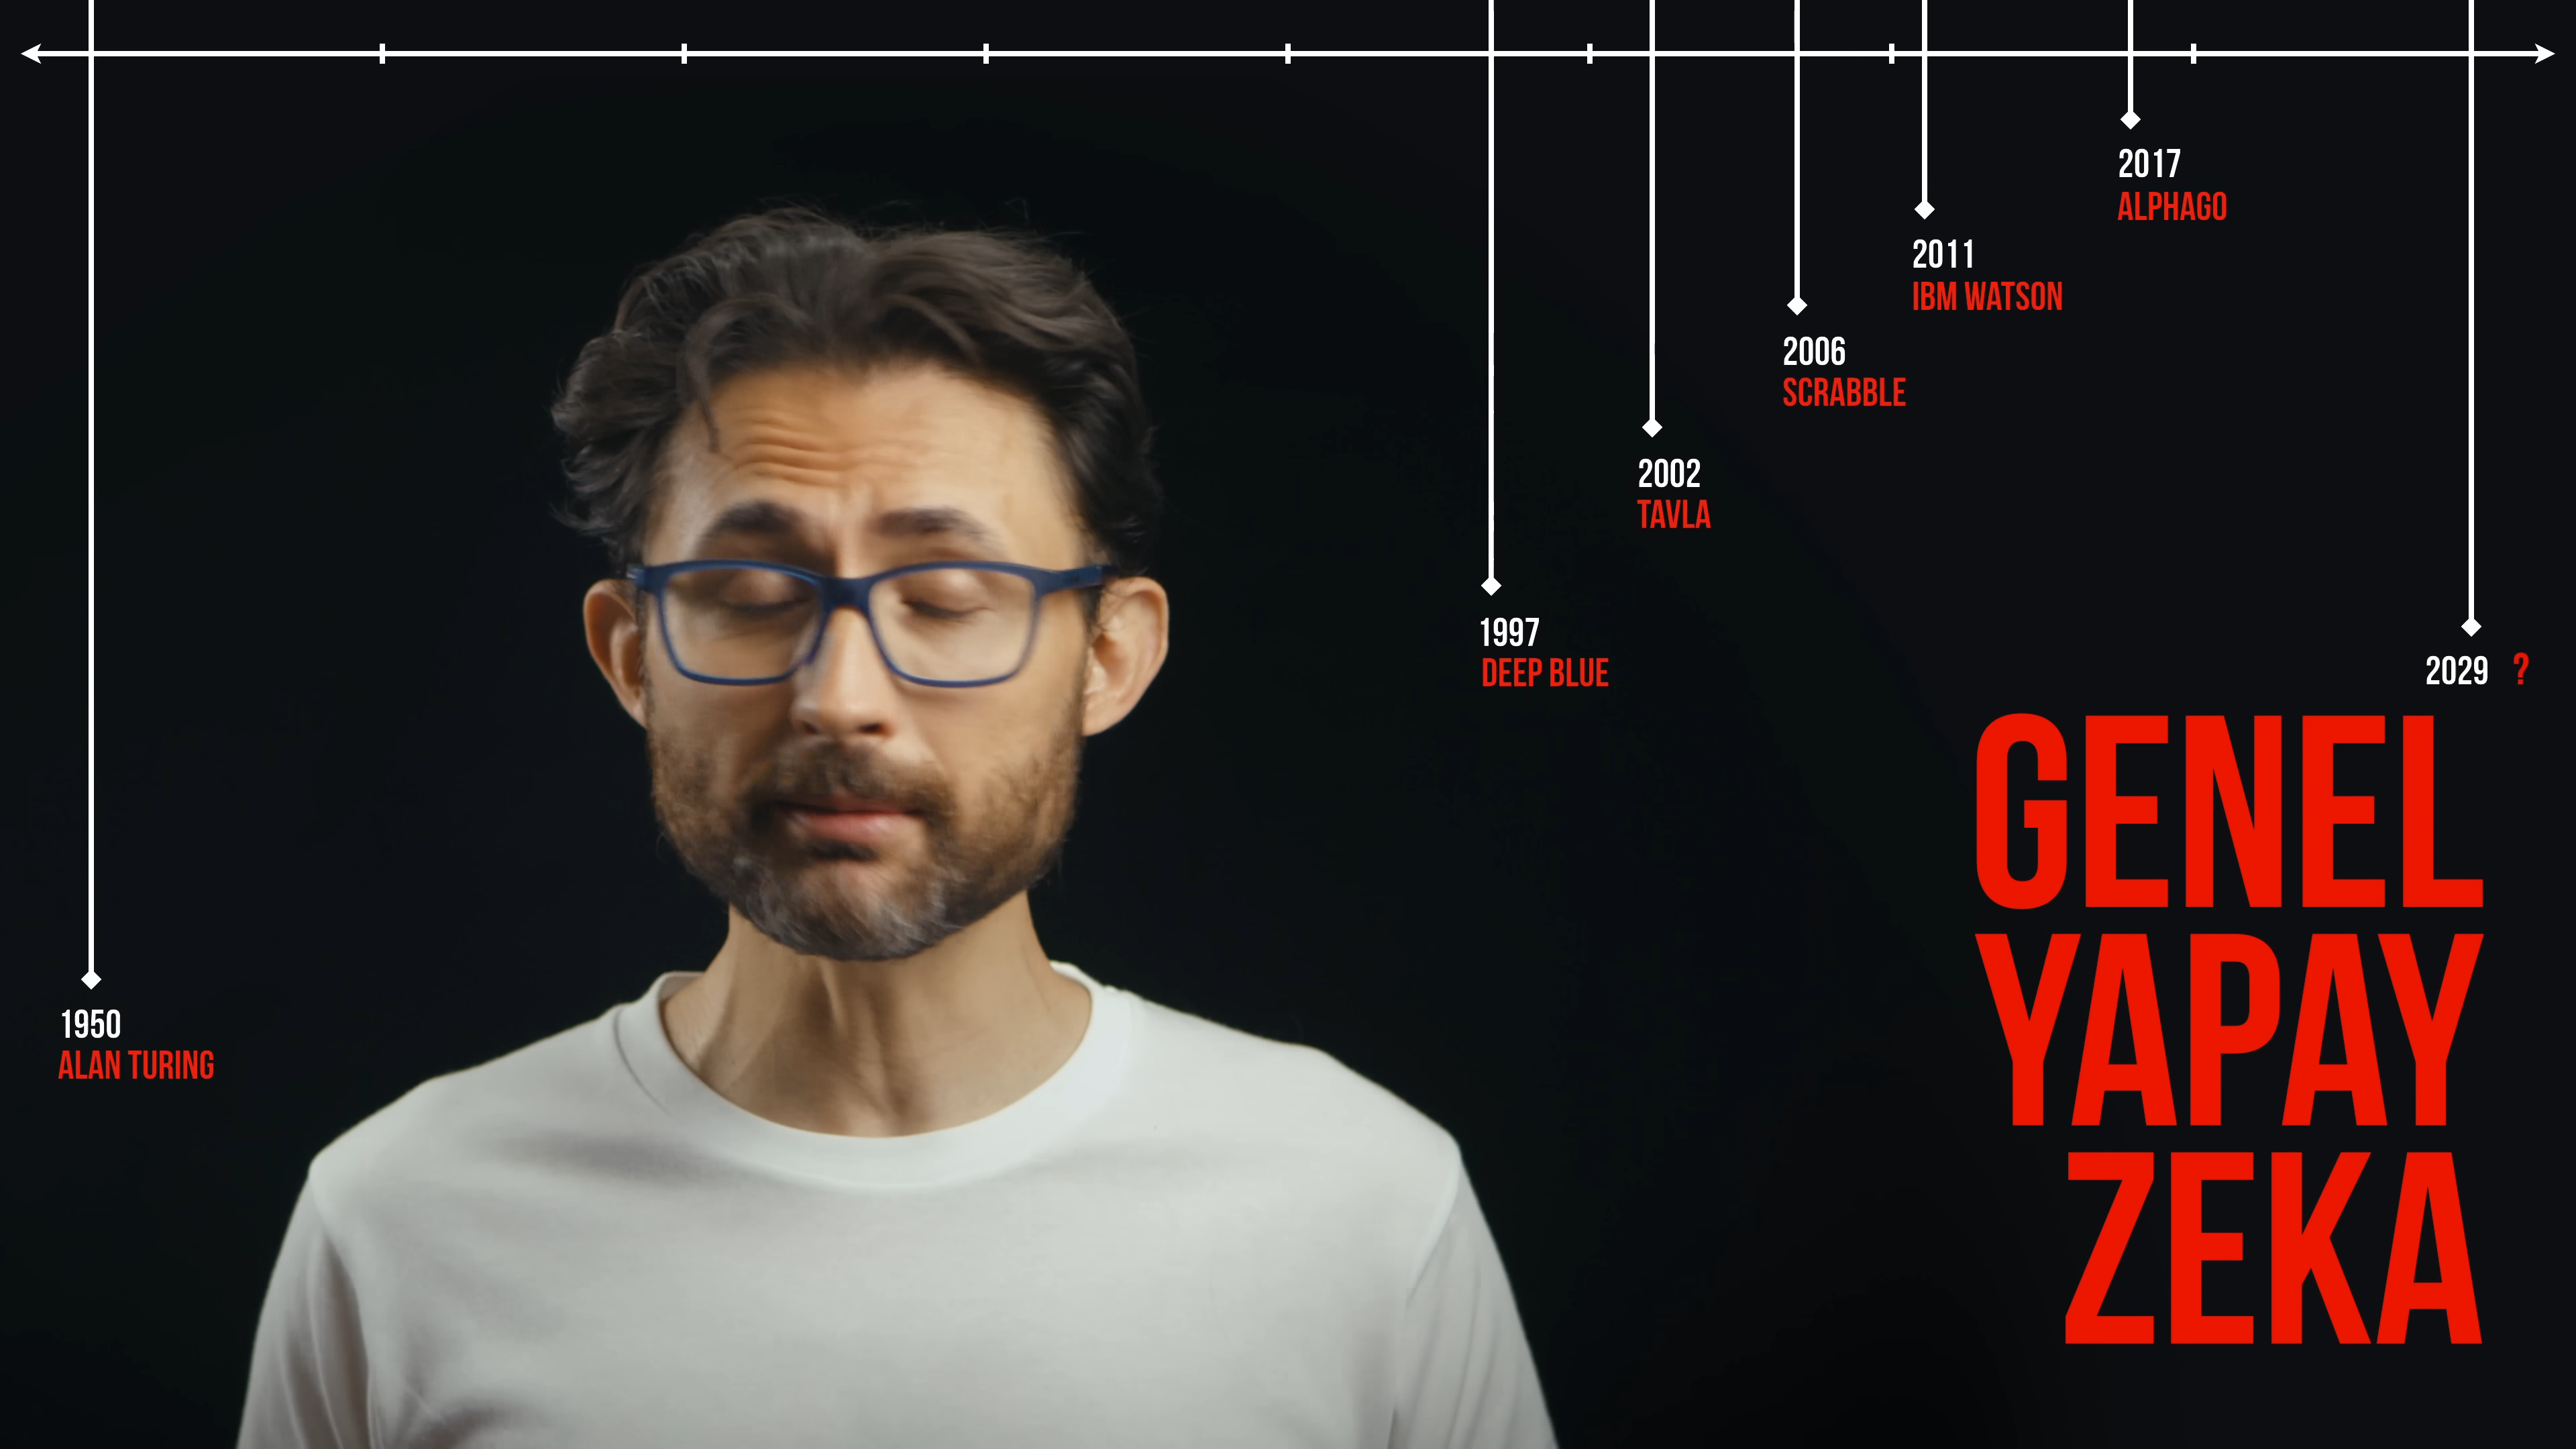 1950
ALAN TURING
1997
DEEP BLUE
2002
TAVLA
2006
SCRABBLE
2011
IBM WATSON
2017
ALPHAGO
2029 ?
GENEL
YAPAY
ZEKA